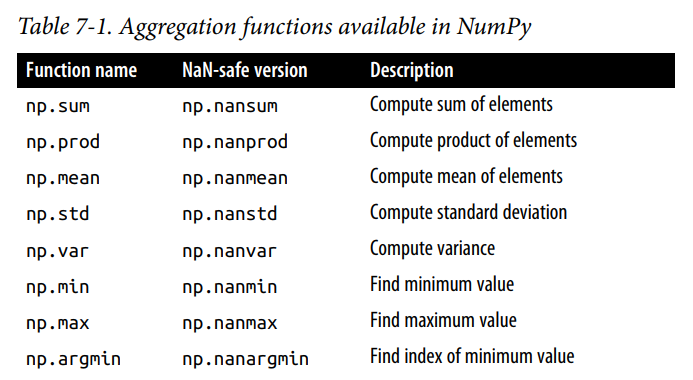 Table 7-1. Aggregation functions available in NumPy
Function name NaN-safe version Description
np.sum np.nansum Compute sum of elements
np.prod np.nanprod Compute product of elements
np.mean np.nanmean Compute mean of elements
np.std np.nanstd Compute standard deviation
np.var np.nanvar Compute variance
np.min np.nanmin Find minimum value
np.max np.nanmax Find maximum value
np.argmin np.nanargmin Find index of minimum value